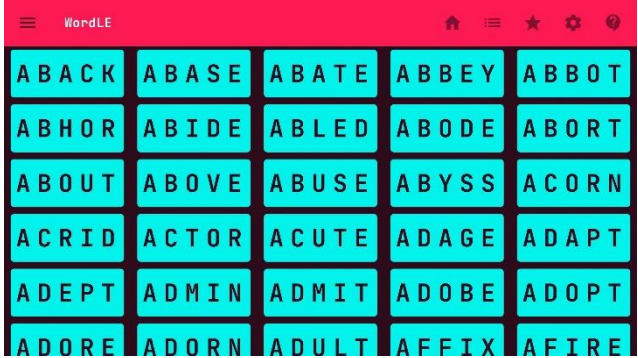 WordLE
ABACK ABASE ABATE ABBEY ABBOT
ABHOR ABIDE ABLED ABODE ABORT
ABOUT ABOVE ABUSE ABYSS ACORN
ACRID ACTOR ACUTE ADAGE ADAPT
ADEPT ADMIN ADMIT ADOBE ADOPT
ADORE ADORN ADULT AFFIX AFIRE